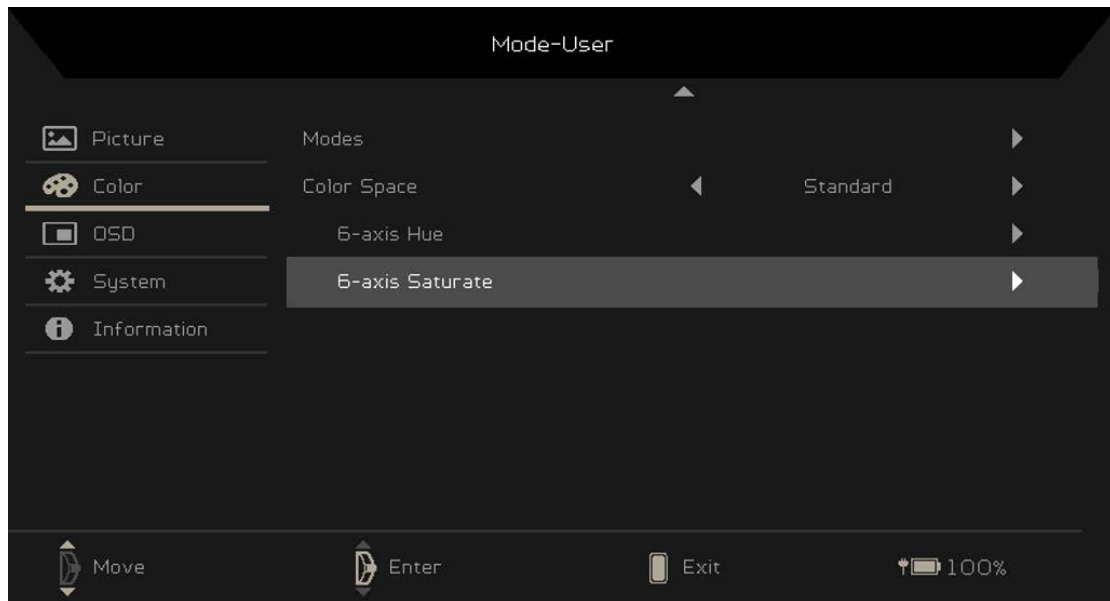 Mode-User
Picture
Modes
Color
Color Space
Standard
OSD
6-axis Hue
System
6-axis Saturate
Information
Move
Enter
Exit
100%